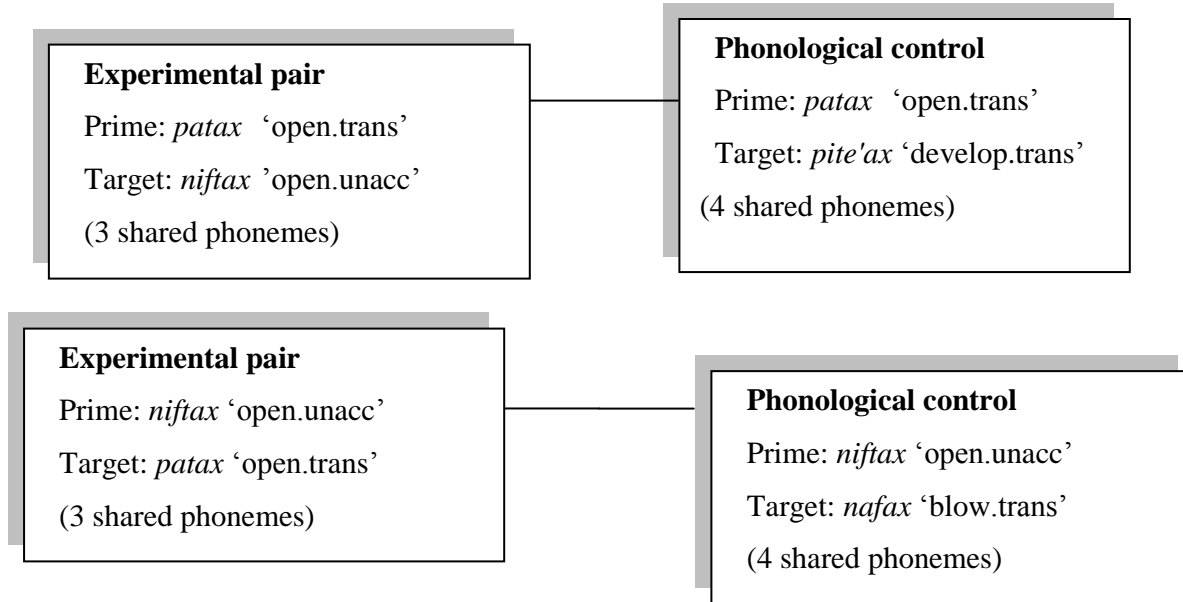 Experimental pair
Prime: patax ‘open.trans’
Target: niftax ’open.unacc’
(3 shared phonemes)
Phonological control
Prime: patax ‘open.trans’
Target: pite'ax ‘develop.trans’
(4 shared phonemes)
Experimental pair
Prime: niftax ‘open.unacc’
Target: patax ‘open.trans’
(3 shared phonemes)
Phonological control
Prime: niftax ‘open.unacc’
Target: nafax ‘blow.trans’
(4 shared phonemes)